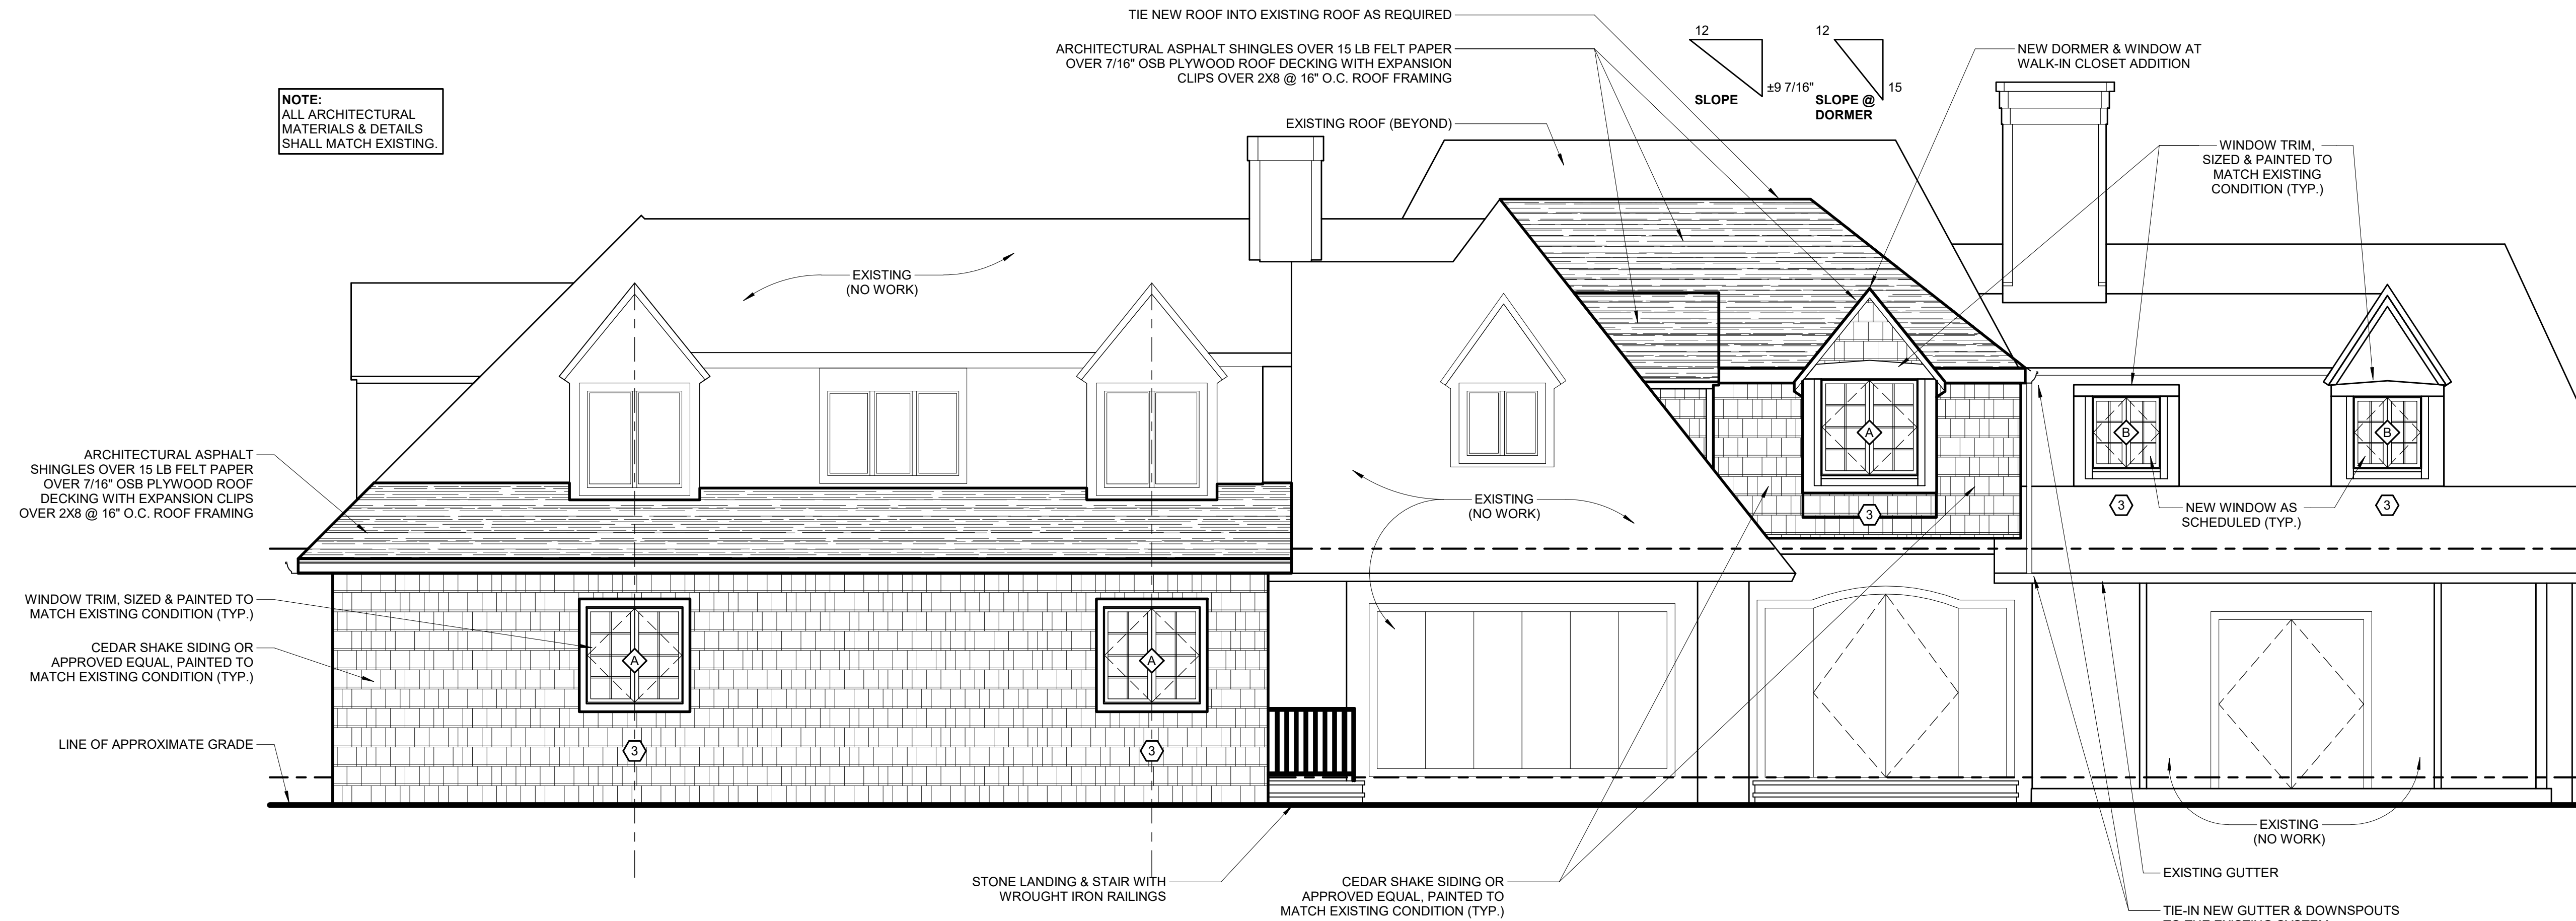 TIE NEW ROOF INTO EXISTING ROOF AS REQUIRED
ARCHITECTURAL ASPHALT SHINGLES OVER 15 LB FELT PAPER
OVER 7/16" OSB PLYWOOD ROOF DECKING WITH EXPANSION
CLIPS OVER 2X8 @ 16" O.C. ROOF FRAMING
12
±9 7/16"
SLOPE
12
15
SLOPE @
DORMER
NEW DORMER & WINDOW AT
WALK-IN CLOSET ADDITION
NOTE:
ALL ARCHITECTURAL
MATERIALS & DETAILS
SHALL MATCH EXISTING.
EXISTING ROOF (BEYOND)
WINDOW TRIM,
SIZED & PAINTED TO
MATCH EXISTING
CONDITION (TYP.)
EXISTING
(NO WORK)
ARCHITECTURAL ASPHALT
SHINGLES OVER 15 LB FELT PAPER
OVER 7/16" OSB PLYWOOD ROOF
DECKING WITH EXPANSION CLIPS
OVER 2X8 @ 16" O.C. ROOF FRAMING
A
B
B
EXISTING
(NO WORK)
3
3
3
NEW WINDOW AS
SCHEDULED (TYP.)
WINDOW TRIM, SIZED & PAINTED TO
MATCH EXISTING CONDITION (TYP.)
CEDAR SHAKE SIDING OR
APPROVED EQUAL, PAINTED TO
MATCH EXISTING CONDITION (TYP.)
A
A
LINE OF APPROXIMATE GRADE
3
3
EXISTING
(NO WORK)
STONE LANDING & STAIR WITH
WROUGHT IRON RAILINGS
CEDAR SHAKE SIDING OR
APPROVED EQUAL, PAINTED TO
MATCH EXISTING CONDITION (TYP.)
EXISTING GUTTER
TIE-IN NEW GUTTER & DOWNSPOUTS
TO THE EXISTING SYSTEM